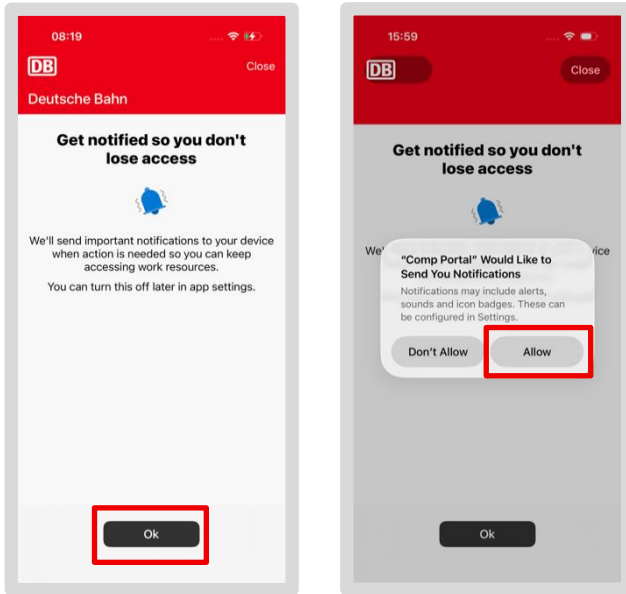 08:19
DB
Close
Deutsche Bahn
Get notified so you don't
lose access
We'll send important notifications to your device
when action is needed so you can keep
accessing work resources.
You can turn this off later in app settings.
Ok
15:59
DB
Close
Get notified so you don't
lose access
We'
ice
"Comp Portal" Would Like to
Send You Notifications
Notifications may include alerts,
sounds and icon badges. These can
be configured in Settings.
Don't Allow
Allow
Ok